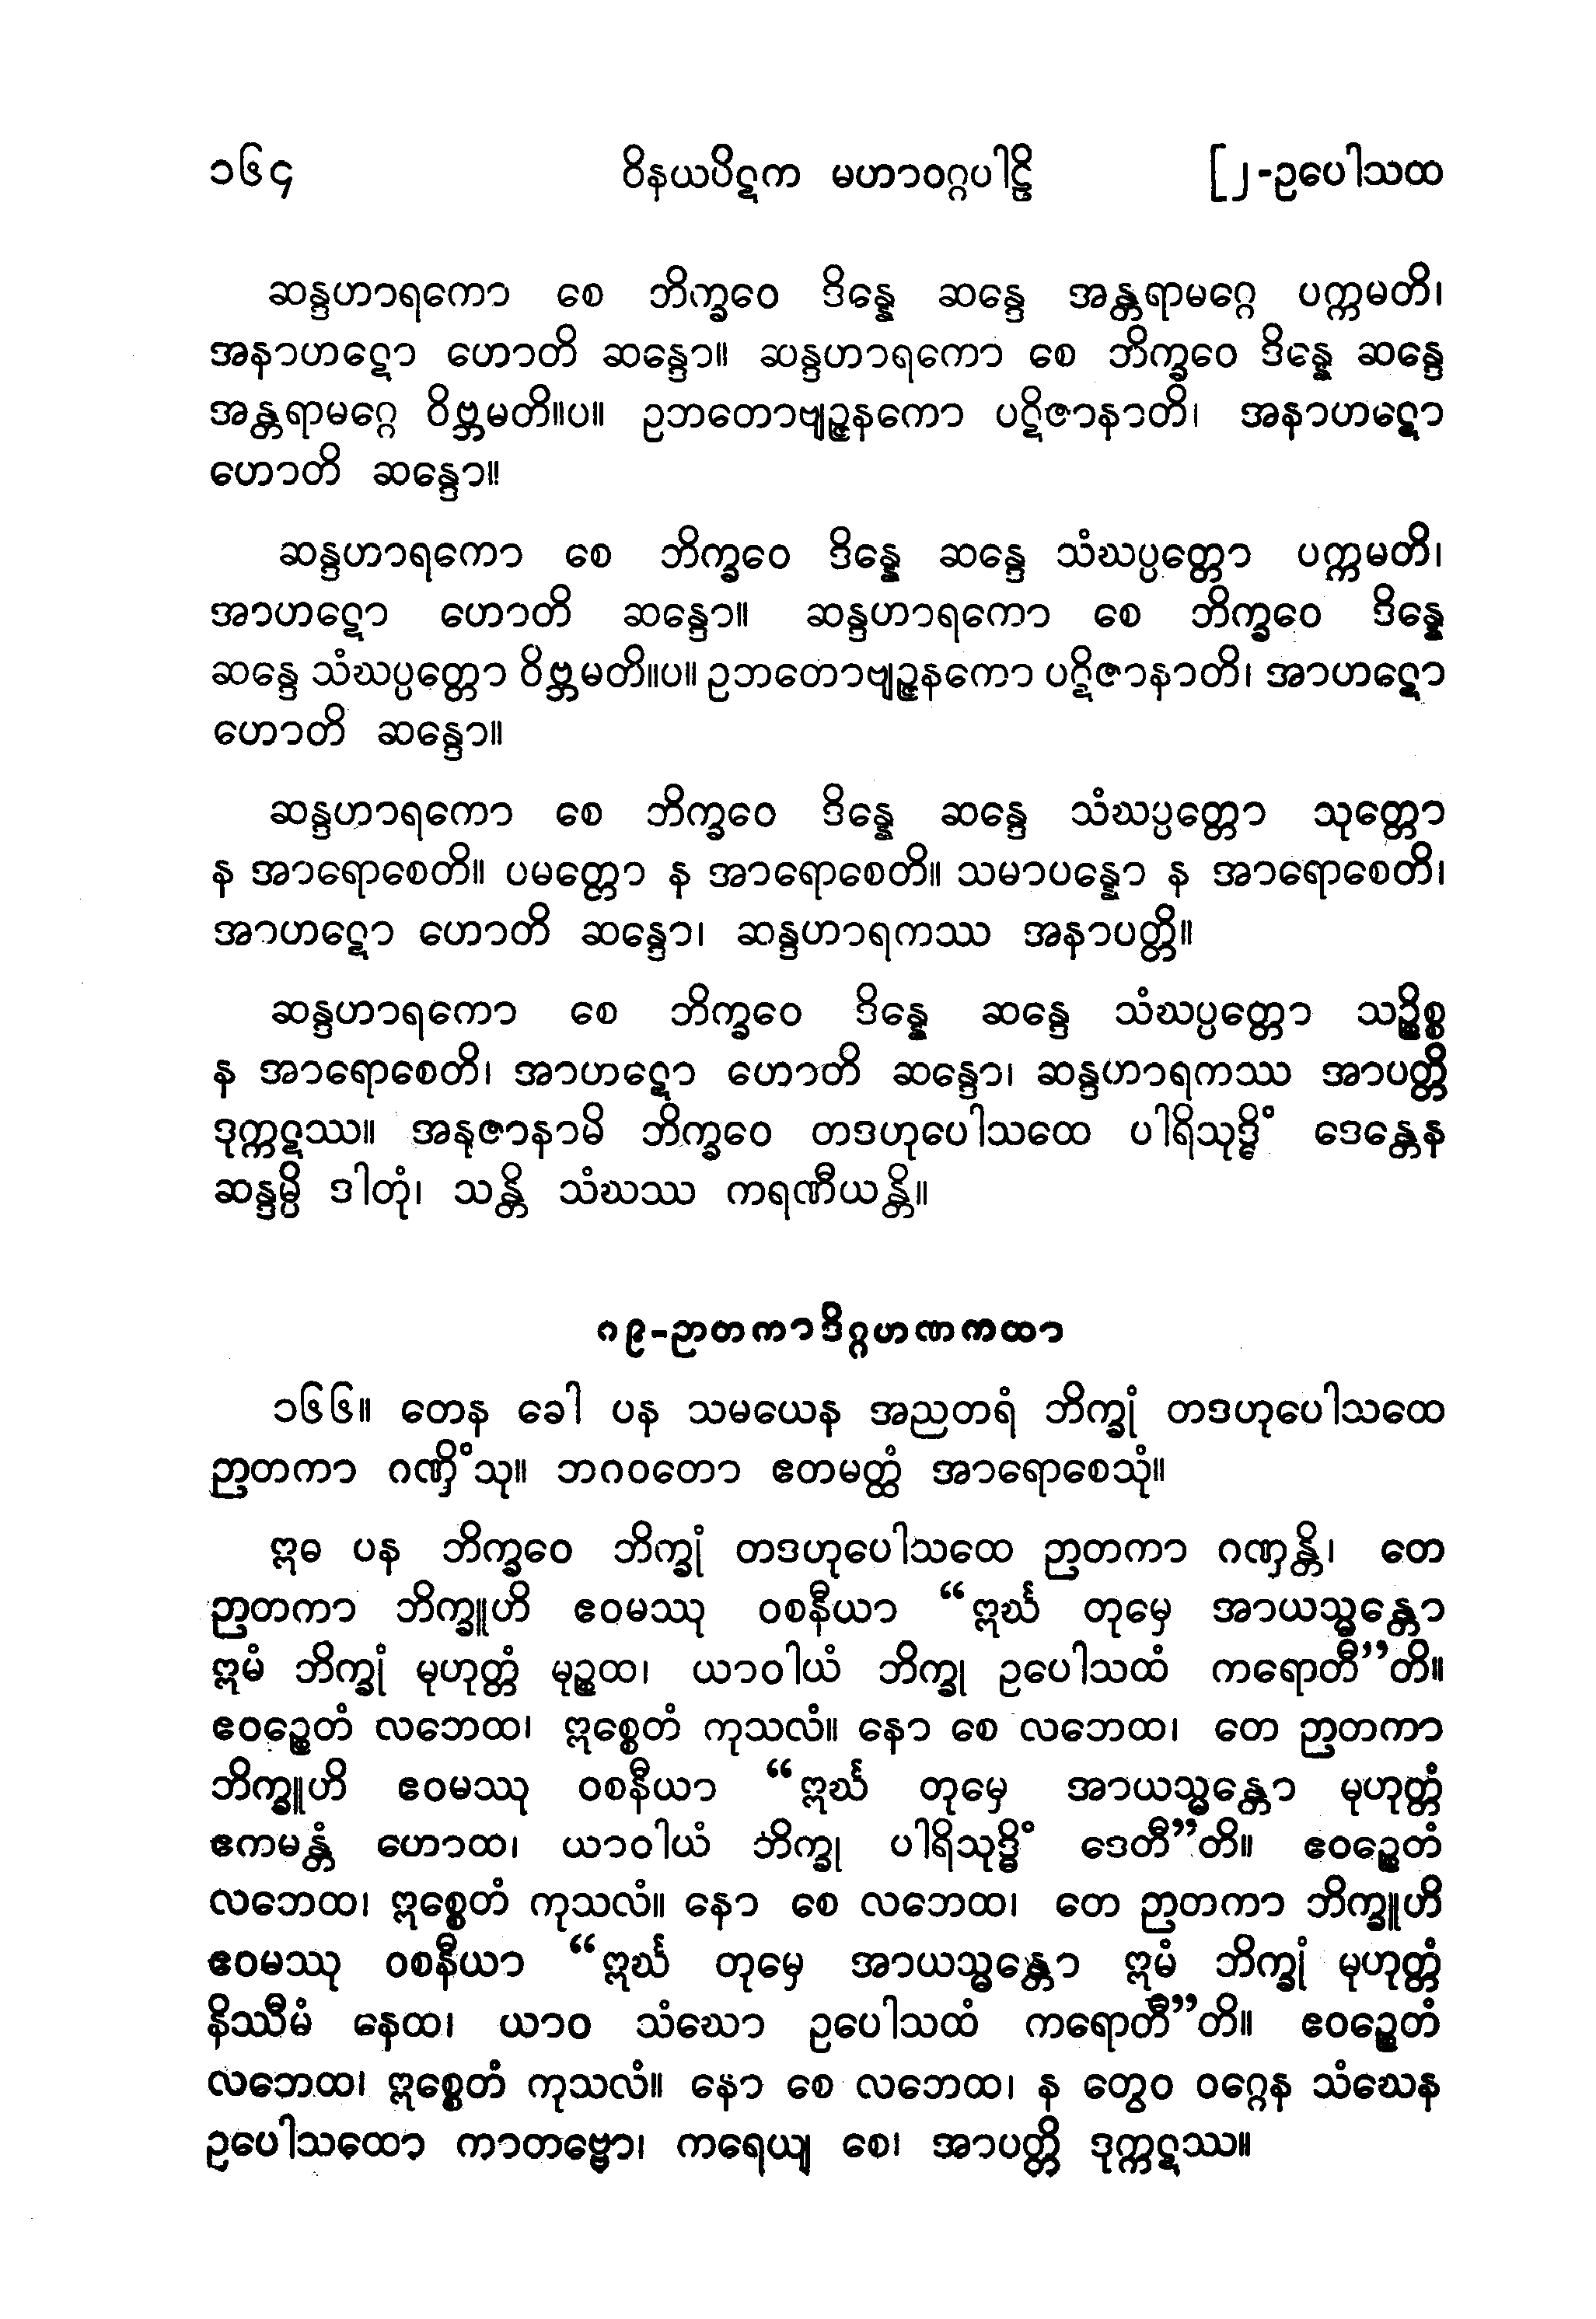 ၁၆၄ ဝိနယပိဋက မဟာဝဂ္ဂပါဠိ [၂-ဥပေါသထ
ဆန္ဒဟာရကော စေ ဘိက္ခဝေ ဒိန္နေ ဆန္ဒေ အန္တရာမဂ္ဂေ ပက္ကမတိ၊
အနာဟဋော ဟောတိ ဆန္ဒော။ ဆန္ဒဟာရကော စေ ဘိက္ခဝေ ဒိန္နေ ဆန္ဒေ
အန္တရာမဂ္ဂေ ဝိဗ္ဘမတိ။ပ။ ဥဘတောဗျဉ္ဇနကော ပဋိဇာနာတိ၊ အနာဟဋော
ဟောတိ ဆန္ဒော။
ဆန္ဒဟာရကော စေ ဘိက္ခဝေ ဒိန္နေ ဆန္ဒေ သံဃပ္ပတ္တော ပက္ကမတိ၊
အာဟဋော ဟောတိ ဆန္ဒော။ ဆန္ဒဟာရကော စေ ဘိက္ခဝေ ဒိန္နေ
ဆန္ဒေ သံဃပ္ပတ္တော ဝိဗ္ဘမတိ။ပ။ ဥဘတောဗျဉ္ဇနကော ပဋိဇာနာတိ၊ အာဟဋော
ဟောတိ ဆန္ဒော။
ဆန္ဒဟာရကော စေ ဘိက္ခဝေ ဒိန္နေ ဆန္ဒေ သံဃပ္ပတ္တော သုတ္တော
န အာရောစေတိ။ ပမတ္တော န အာရောစေတိ။ သမာပန္နော န အာရောစေတိ၊
အာဟဋော ဟောတိ ဆန္ဒော၊ ဆန္ဒဟာရကဿ အနာပတ္တိ။
ဆန္ဒဟာရကော စေ ဘိက္ခဝေ ဒိန္နေ ဆန္ဒေ သံဃပ္ပတ္တော သဉ္စိစ္စ
န အာရောစေတိ၊ အာဟဋော ဟောတိ ဆန္ဒော၊ ဆန္ဒဟာရကဿ အာပတ္တိ
ဒုက္ကဋဿ။ အနုဇာနာမိ ဘိက္ခဝေ တဒဟုပေါသထေ ပါရိသုဒ္ဓိံ ဒေန္တေန
ဆန္ဒမ္ပိ ဒါတုံ၊ သန္တိ သံဃဿ ကရဏီယန္တိ။
၈၉-ဉာတကာဒိဂ္ဂဟဏကထာ
၁၆၆။ တေန ခေါ ပန သမယေန အညတရံ ဘိက္ခုံ တဒဟုပေါသထေ
ဉာတကာ ဂဏှိံသု။ ဘဂဝတော ဧတမတ္ထံ အာရောစေသုံ။
ဣဓ ပန ဘိက္ခဝေ ဘိက္ခုံ တဒဟုပေါသထေ ဉာတကာ ဂဏှန္တိ၊ တေ
ဉာတကာ ဘိက္ခူဟိ ဧဝမဿု ဝစနီယာ “ဣင်္ဃ တုမှေ အာယသ္မန္တော
ဣမံ ဘိက္ခုံ မုဟုတ္တံ မုဉ္စထ၊ ယာဝါယံ ဘိက္ခု ဥပေါသထံ ကရောတီ”တိ။
ဧဝဉ္စေတံ လဘေထ၊ ဣစ္စေတံ ကုသလံ။ နော စေ လဘေထ၊ တေ ဉာတကာ
ဘိက္ခူဟိ ဧဝမဿု ဝစနီယာ “ဣင်္ဃ တုမှေ အာယသ္မန္တော မုဟုတ္တံ
ဧကမန္တံ ဟောထ၊ ယာဝါယံ ဘိက္ခု ပါရိသုဒ္ဓိံ ဒေတီ”တိ။ ဧဝဉ္စေတံ
လဘေထ၊ ဣစ္စေတံ ကုသလံ။ နော စေ လဘေထ၊ တေ ဉာတကာ ဘိက္ခူဟိ
ဧဝမဿု ဝစနီယာ “ဣင်္ဃ တုမှေ အာယသ္မန္တော ဣမံ ဘိက္ခုံ မုဟုတ္တံ
နိဿီမံ နေထ၊ ယာဝ သံဃော ဥပေါသထံ ကရောတီ”တိ။ ဧဝဉ္စေတံ
လဘေထ၊ ဣစ္စေတံ ကုသလံ။ နော စေ လဘေထ၊ န တွေဝ ဝဂ္ဂေန သံဃေန
ဥပေါသထော ကာတဗ္ဗော၊ ကရေယျ စေ၊ အာပတ္တိ ဒုက္ကဋဿ။